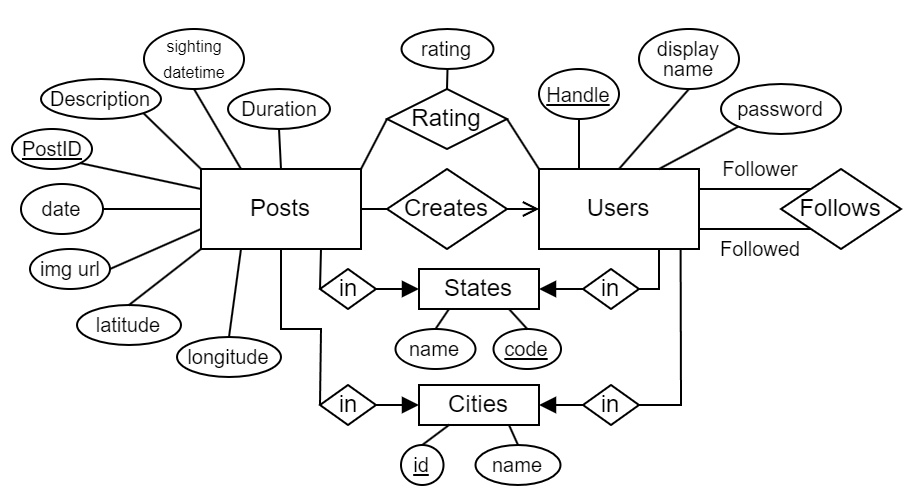 sighting
datetime
rating
display
name
Description
Duration
Handle
password
Rating
PostID
Follower
date
Posts
Creates
Users
Follows
Followed
img url
in
States
in
latitude
name
code
longitude
in
Cities
in
id
name